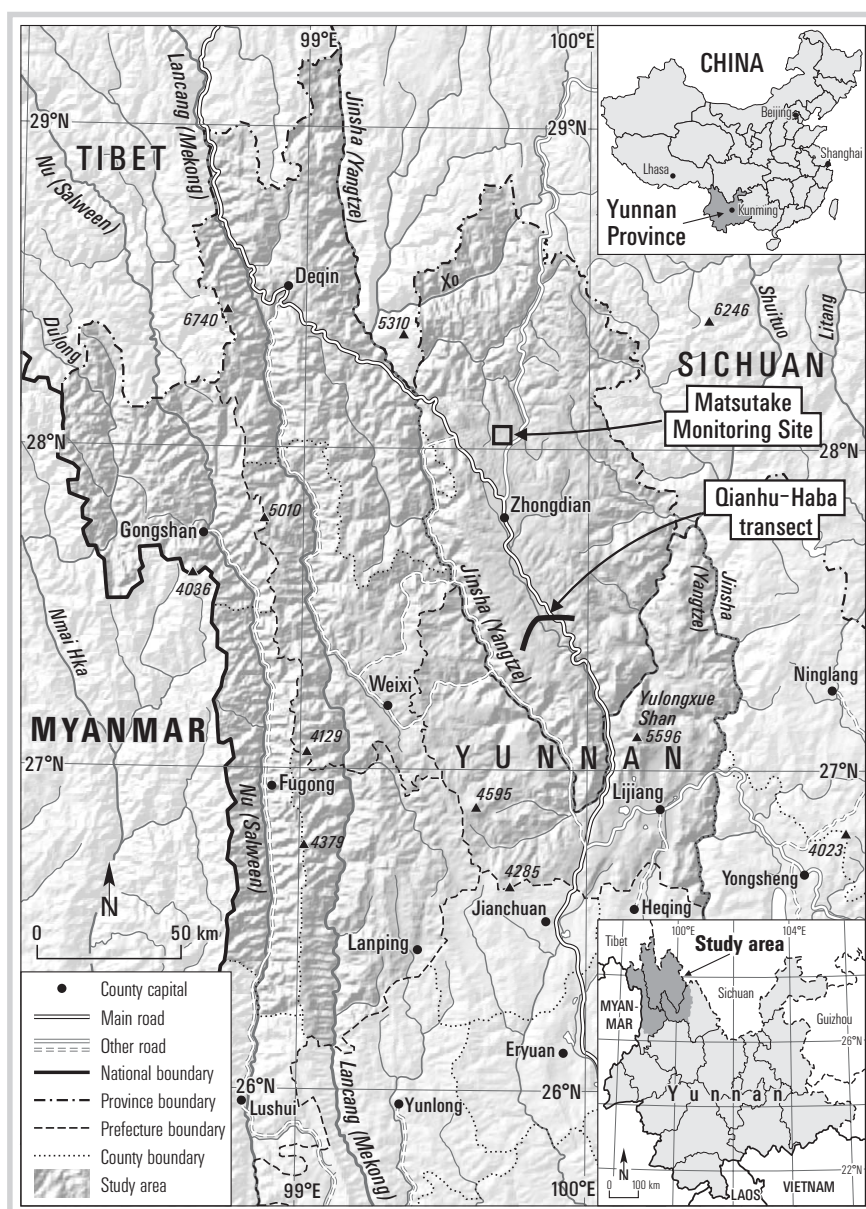 99°E
100°E
29°N
29°N
TIBET
Lancang (Mekong)
Jinsha (Yangtze)
Nu (Salween)
Deqin
Xo
6740
5310
Dulong
6246
Shuituo
Litang
SICHUAN
Matsutake
Monitoring Site
28°N
28°N
Qianhu-Haba
transect
Zhongdian
5010
Gongshan
4036
Nmai Hka
Jinsha (Yangtze)
Jinsha
(Yangtze)
Ninglang
Weixi
Yulongxue
Shan
5596
MYANMAR
4129
YUNNAN
27°N
27°N
Fugong
4595
Lijiang
Nu (Salween)
4379
4023
4285
Yongsheng
N
Jianchuan
Heqing
0 50 km
Lanping
Eryuan
26°N
26°N
Lushui
Yunlong
Lancang (Mekong)
99°E
100°E
CHINA
Beijing
Shanghai
Lhasa
Yunnan
Province
Kunming
County capital
Main road
Other road
National boundary
Province boundary
Prefecture boundary
County boundary
Study area
100°E
104°E
Tibet
Study area
Sichuan
MYAN-
MAR
Guizhou
26°N
Yunnan
22°N
N
0 100 km
LAOS
VIETNAM